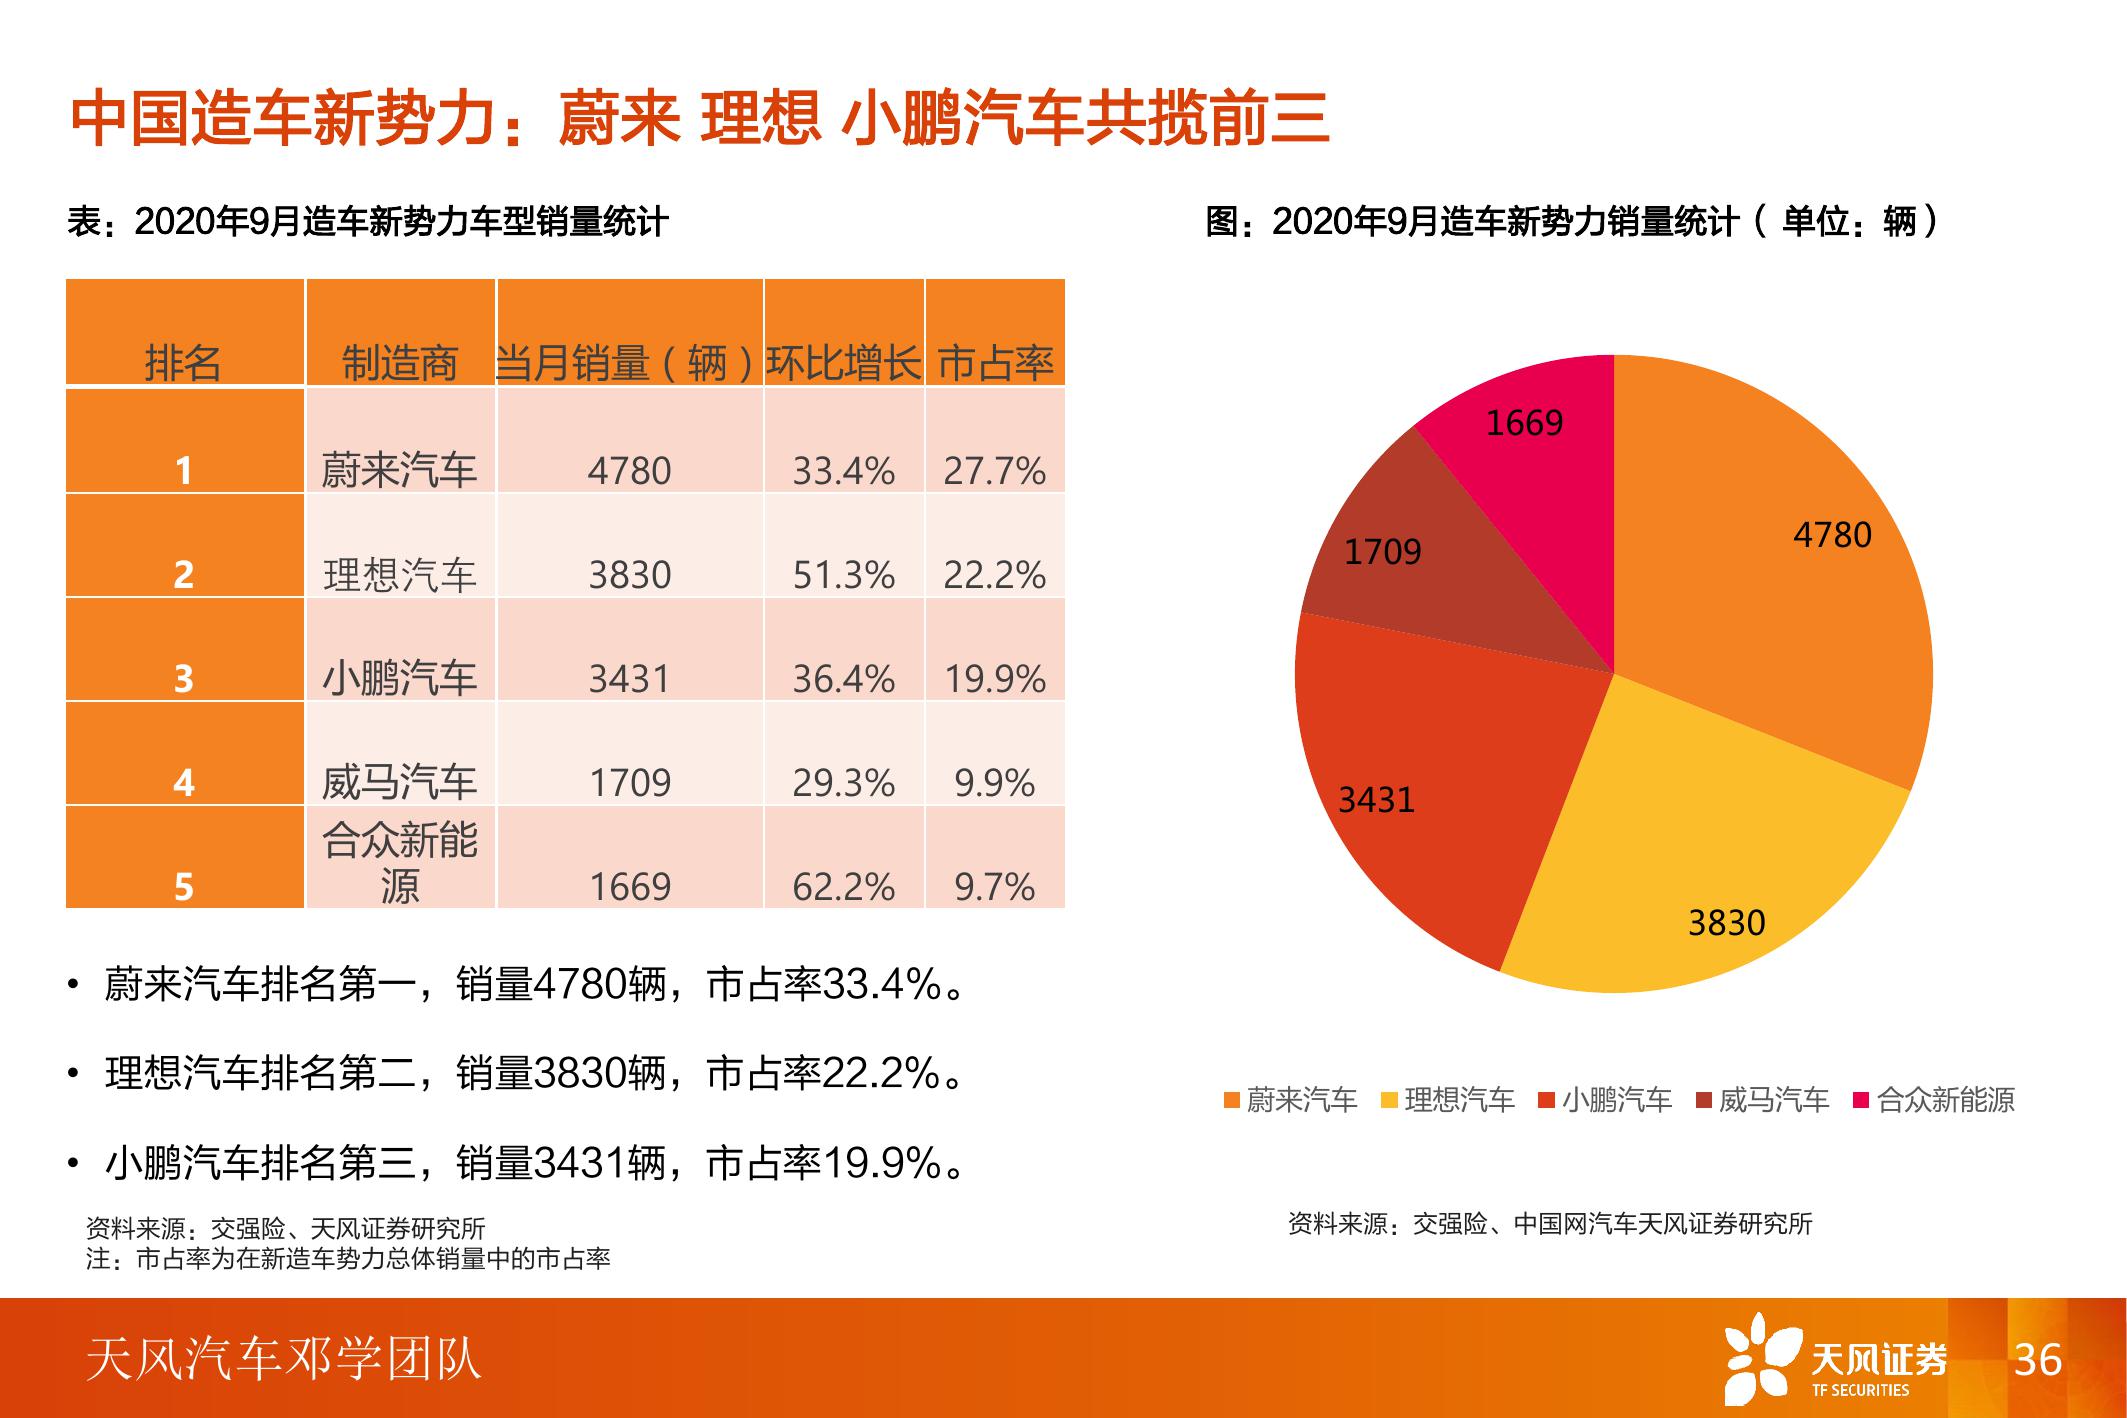 中国造车新势力：蔚来 理想 小鹏汽车共揽前三
表：2020年9月造车新势力车型销量统计
排名 制造商 当月销量（辆） 环比增长 市占率
1 蔚来汽车 4780 33.4% 27.7%
2 理想汽车 3830 51.3% 22.2%
3 小鹏汽车 3431 36.4% 19.9%
4 威马汽车 1709 29.3% 9.9%
合众新能
5 源 1669 62.2% 9.7%
• 蔚来汽车排名第一，销量4780辆，市占率33.4%。
• 理想汽车排名第二，销量3830辆，市占率22.2%。
• 小鹏汽车排名第三，销量3431辆，市占率19.9%。
资料来源：交强险、天风证券研究所
注：市占率为在新造车势力总体销量中的市占率
图：2020年9月造车新势力销量统计（ 单位：辆）
1669
4780
1709
3431
3830
蔚来汽车 理想汽车 小鹏汽车 威马汽车 合众新能源
资料来源：交强险、中国网汽车天风证券研究所
天风汽车邓学团队
天风证券
TF SECURITIES
36